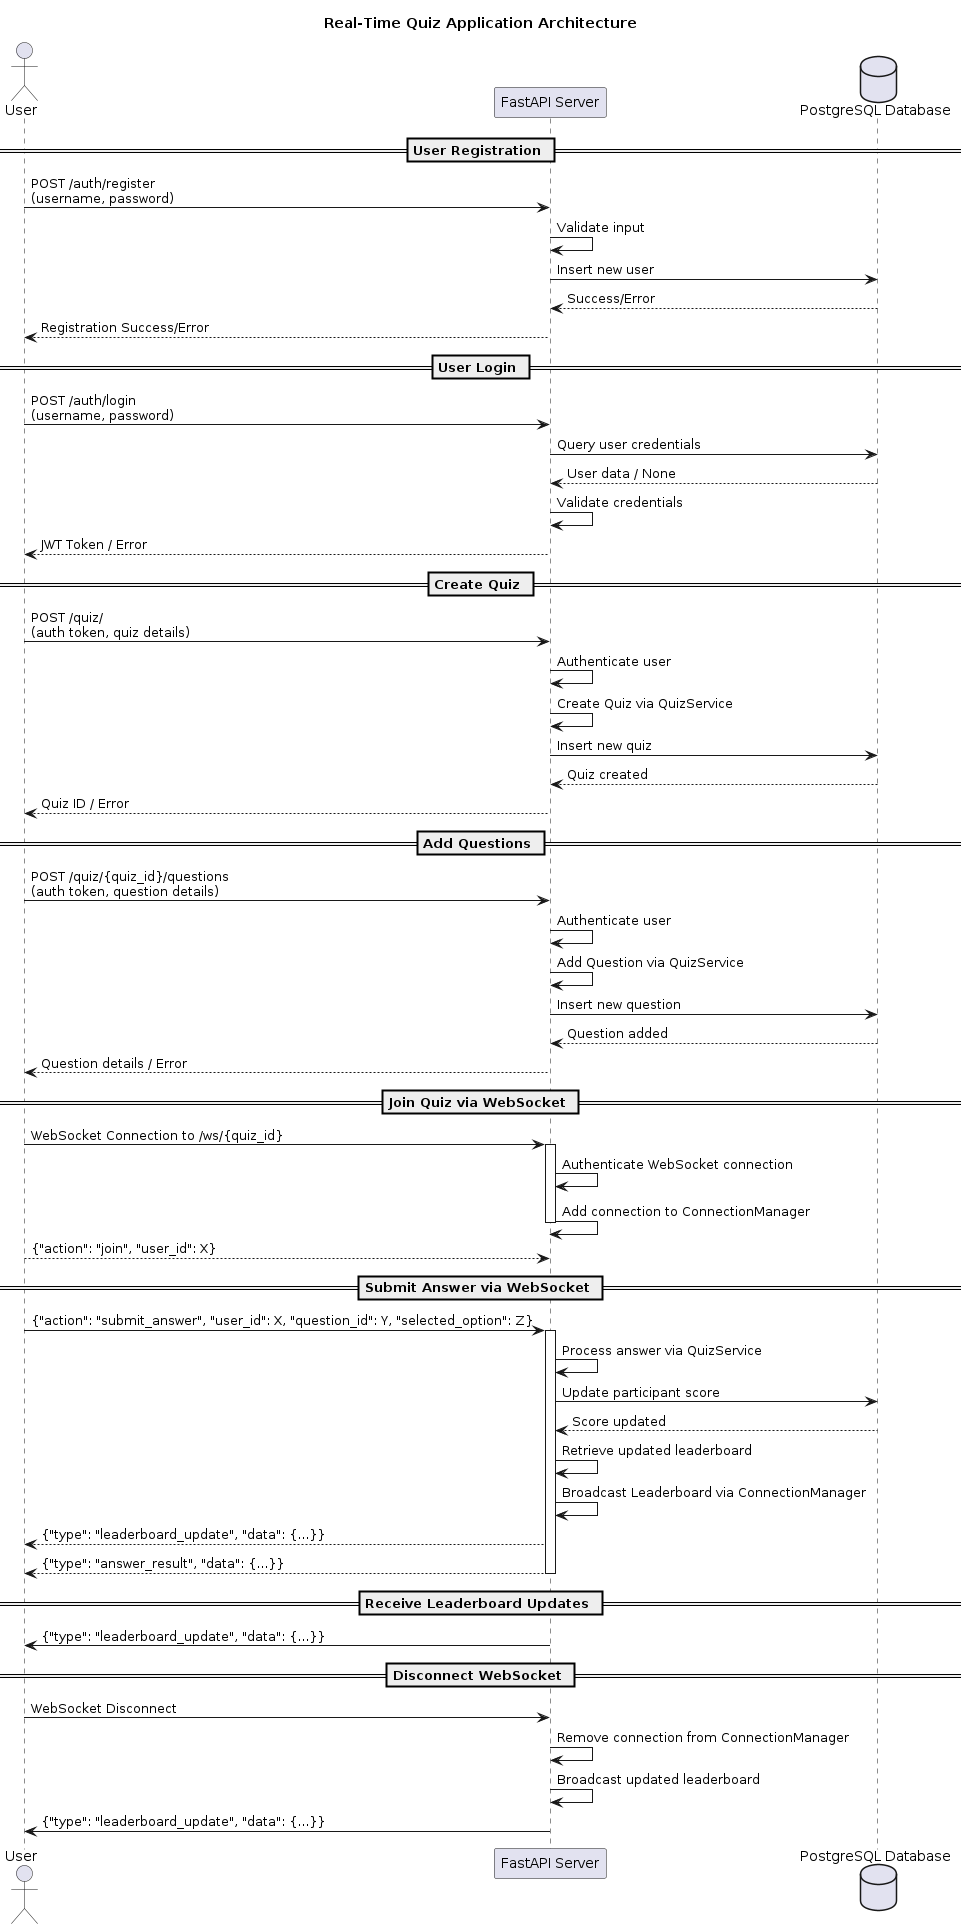 Real-Time Quiz Application Architecture
User
FastAPI Server
PostgreSQL Database
User Registration
POST /auth/register
(username, password)
Validate input
Insert new user
Success/Error
Registration Success/Error
User Login
POST /auth/login
(username, password)
Query user credentials
User data / None
Validate credentials
JWT Token / Error
Create Quiz
POST /quiz/
(auth token, quiz details)
Authenticate user
Create Quiz via QuizService
Insert new quiz
Quiz created
Quiz ID / Error
Add Questions
POST /quiz/{quiz_id}/questions
(auth token, question details)
Authenticate user
Add Question via QuizService
Insert new question
Question added
Question details / Error
Join Quiz via WebSocket
WebSocket Connection to /ws/{quiz_id}
Authenticate WebSocket connection
Add connection to ConnectionManager
{"action": "join", "user_id": X}
Submit Answer via WebSocket
{"action": "submit_answer", "user_id": X, "question_id": Y, "selected_option": Z}
Process answer via QuizService
Update participant score
Score updated
Retrieve updated leaderboard
Broadcast Leaderboard via ConnectionManager
{"type": "leaderboard_update", "data": {...}}
{"type": "answer_result", "data": {...}}
Receive Leaderboard Updates
{"type": "leaderboard_update", "data": {...}}
Disconnect WebSocket
WebSocket Disconnect
Remove connection from ConnectionManager
Broadcast updated leaderboard
{"type": "leaderboard_update", "data": {...}}
User
FastAPI Server
PostgreSQL Database